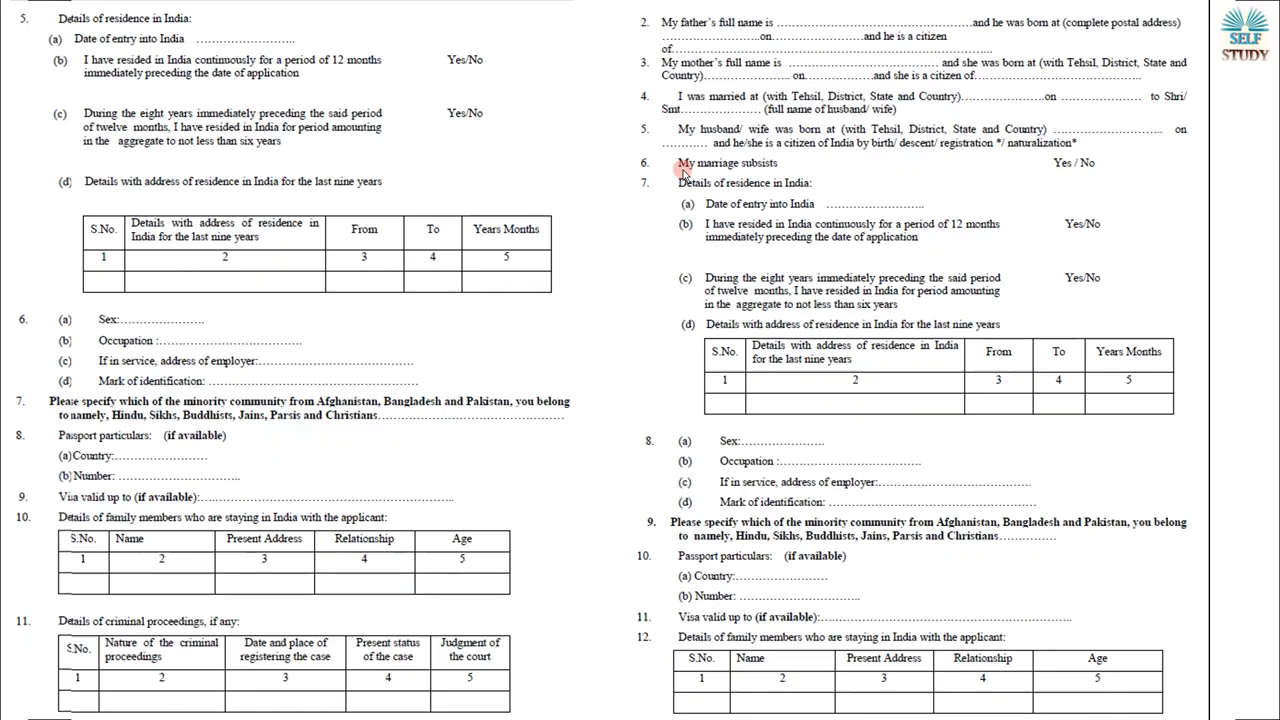 5. Details of residence in India:
(a) Date of entry into India …………………….
(b) I have resided in India continuously for a period of 12 months Yes/No
immediately preceding the date of application
(c) During the eight years immediately preceding the said period Yes/No
of twelve months, I have resided in India for period amounting
in the aggregate to not less than six years
(d) Details with address of residence in India for the last nine years
S.No. Details with address of residence in India for the last nine years From To Years Months
1 2 3 4 5
6. (a) Sex:………………….
(b) Occupation :……………………………….
(c) If in service, address of employer:………………………………….
(d) Mark of identification: ………………………………………………
7. Please specify which of the minority community from Afghanistan, Bangladesh and Pakistan, you belong
to namely, Hindu, Sikhs, Buddhists, Jains, Parsis and Christians…………………………………………
8. Passport particulars: (if available)
(a) Country:……………………
(b) Number: ………………………….
9. Visa valid up to (if available):………………………………………………………….
10. Details of family members who are staying in India with the applicant:
S.No. Name Present Address Relationship Age
1 2 3 4 5
11. Details of criminal proceedings, if any:
S.No. Nature of the criminal proceedings Date and place of registering the case Present status of the case Judgment of the court
1 2 3 4 5
2. My father's full name is …………………………………………and he was born at (complete postal address)
…………………….on……………………and he is a citizen
of……………………………………………………………………….
3. My mother's full name is ………………………………… and she was born at (with Tehsil, District, State and
Country)…………………. on………………and she is a citizen of…………………………………….
4. I was married at (with Tehsil, District, State and Country)………………….on ………………… to Shri/
Smt………………… (full name of husband/ wife)
5. My husband/ wife was born at (with Tehsil, District, State and Country) ……………………….. on
………… and he/she is a citizen of India by birth/ descent/ registration */ naturalization*
6. My marriage subsists Yes / No
7. Details of residence in India:
(a) Date of entry into India …………………….
(b) I have resided in India continuously for a period of 12 months Yes/No
immediately preceding the date of application
(c) During the eight years immediately preceding the said period Yes/No
of twelve months, I have resided in India for period amounting
in the aggregate to not less than six years
(d) Details with address of residence in India for the last nine years
S.No. Details with address of residence in India for the last nine years From To Years Months
1 2 3 4 5
8. (a) Sex:………………….
(b) Occupation :……………………………….
(c) If in service, address of employer:………………………………….
(d) Mark of identification: ………………………………………………
9. Please specify which of the minority community from Afghanistan, Bangladesh and Pakistan, you belong
to namely, Hindu, Sikhs, Buddhists, Jains, Parsis and Christians……………
10. Passport particulars: (if available)
(a) Country:……………………
(b) Number: ………………………….
11. Visa valid up to (if available):………………………………………………………….
12. Details of family members who are staying in India with the applicant:
S.No. Name Present Address Relationship Age
1 2 3 4 5
SELF
STUDY